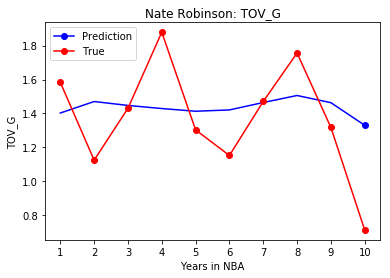 Nate Robinson: TOV_G
Prediction
True
TOV_G
1.8
1.6
1.4
1.2
1.0
0.8
1 2 3 4 5 6 7 8 9 10
Years in NBA